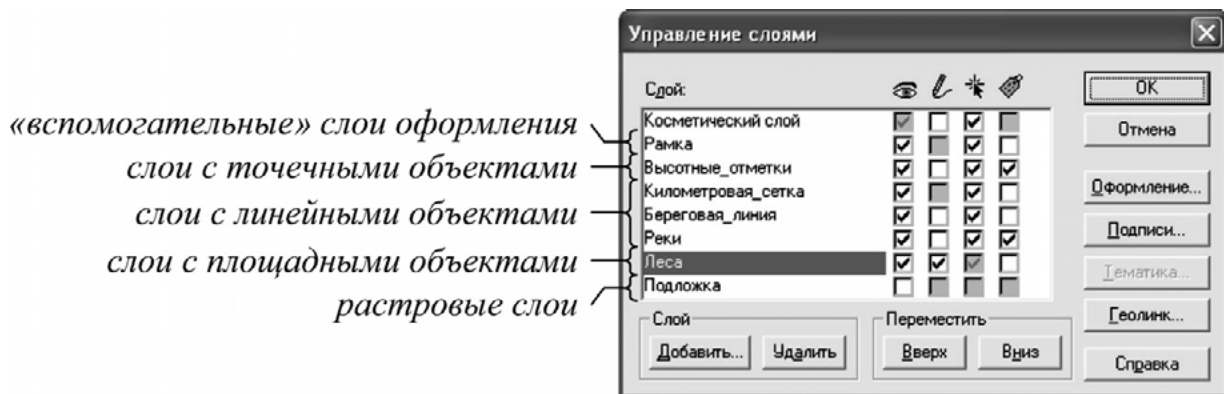 «вспомогательные» слои оформления
слои с точечными объектами
слои с линейными объектами
слои с площадными объектами
растровые слои
Управление слоями
Слой:
Косметический слой
Рамка
Высотные_отметки
Километровая_сетка
Береговая_линия
Реки
Леса
Подложка
OK
Отмена
Оформление...
Подписи...
Тематика...
Геолинк...
Справка
Слой
Добавить...
Удалить
Переместить
Вверх
Вниз